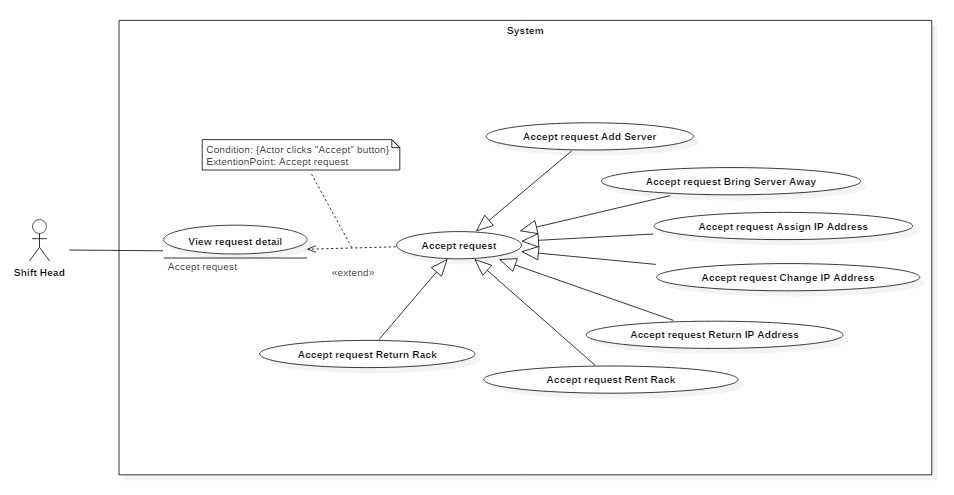 System
Accept request Add Server
Condition: {Actor clicks "Accept" button}
ExtentionPoint: Accept request
Accept request Bring Server Away
Accept request Assign IP Address
View request detail
Accept request
Accept request
Shift Head
«extend»
Accept request Change IP Address
Accept request Return IP Address
Accept request Return Rack
Accept request Rent Rack